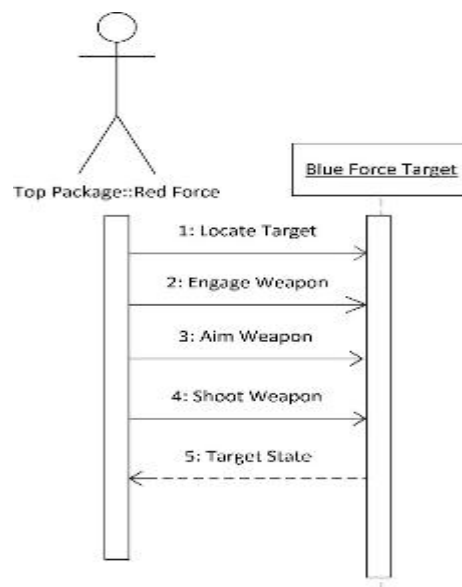 Top Package::Red Force
Blue Force Target
1: Locate Target
2: Engage Weapon
3: Aim Weapon
4: Shoot Weapon
5: Target State